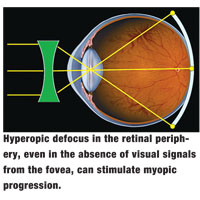 Hyperopic defocus in the retinal periph-
ery, even in the absence of visual signals
from the fovea, can stimulate myopic
progression.